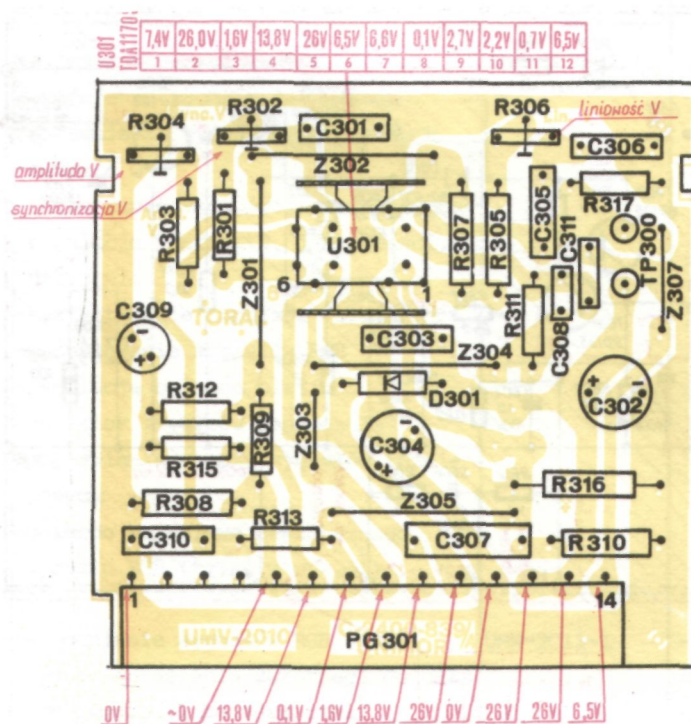 U301
TDA1170
7,4V 26,0V 1,6V 13,8V 26V 6,5V 6,6V 0,1V 2,7V 2,2V 0,7V 6,5V
1 2 3 4 5 6 7 8 9 10 11 12
R304 R302 C301 R306 liniowość V
C306
amplituda V
Z302
synchronizacja V
R303 R301 Z301 U301 R307 R305 C305 C311 R317 TP300 Z307
6 1
C309 TORAL R311 C308
C303
Z304
D301
R312 C302
Z303
R309 C304
R315
R316
R308 Z305
R313
C310 C307 R310
1 14
UMV-2010
PG301
0V ~0V 13,8V 0,1V 1,6V 13,8V 26V 0V 26V 26V 6,5V